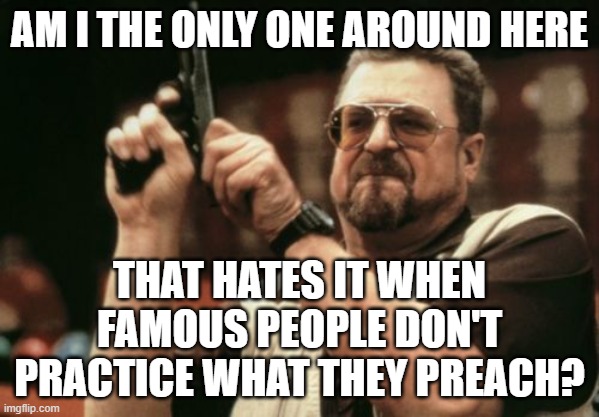 AM I THE ONLY ONE AROUND HERE
THAT HATES IT WHEN
FAMOUS PEOPLE DON'T
PRACTICE WHAT THEY PREACH?
imgflip.com